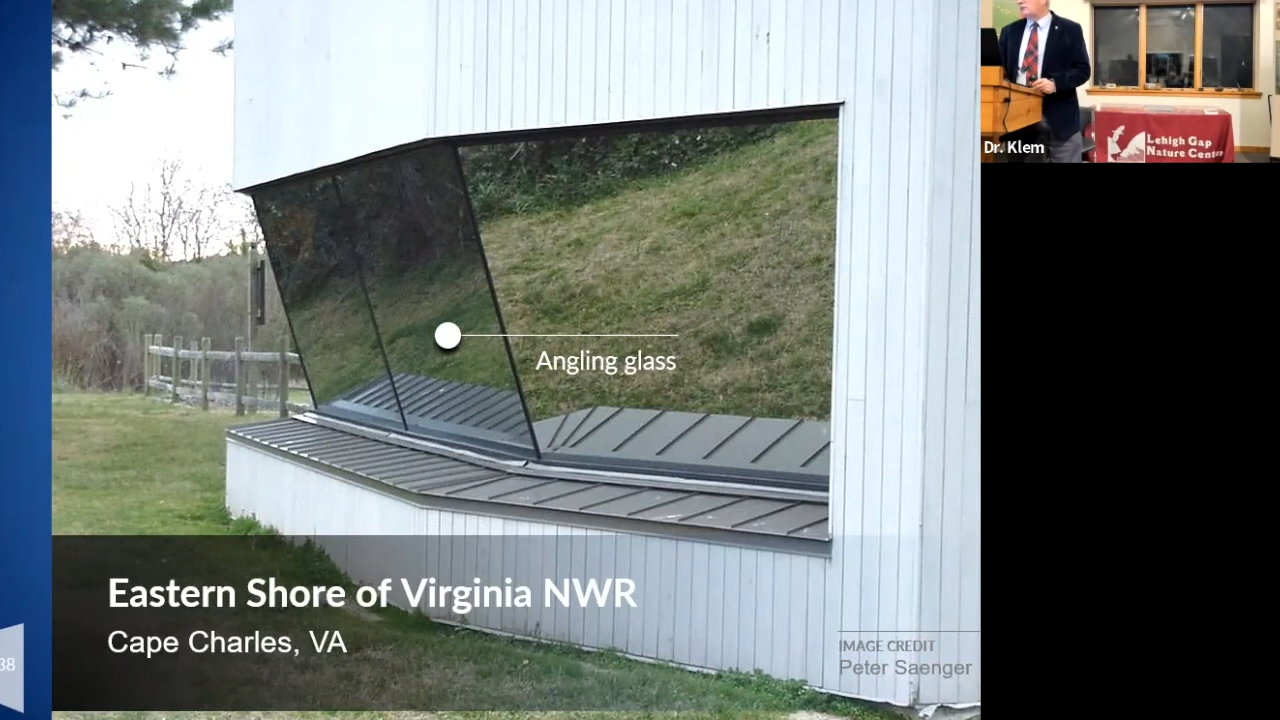 Angling glass
Eastern Shore of Virginia NWR
Cape Charles, VA
IMAGE CREDIT
Peter Saenger
38
Dr. Klem
Lehigh Gap
Nature Cente